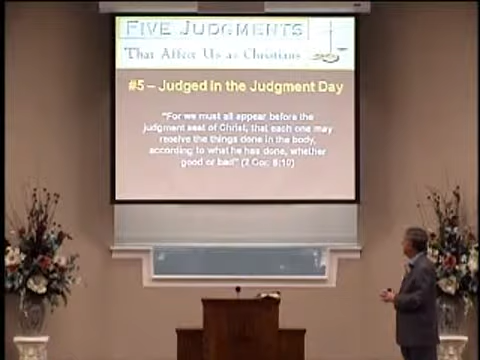 FIVE JUDGMENTS
That Affect Us as Christians
#5 – Judged in the Judgment Day
"For we must all appear before the
judgment seat of Christ, that each one may
receive the things done in the body,
according to what he has done, whether
good or bad" (2 Cor. 5:10)